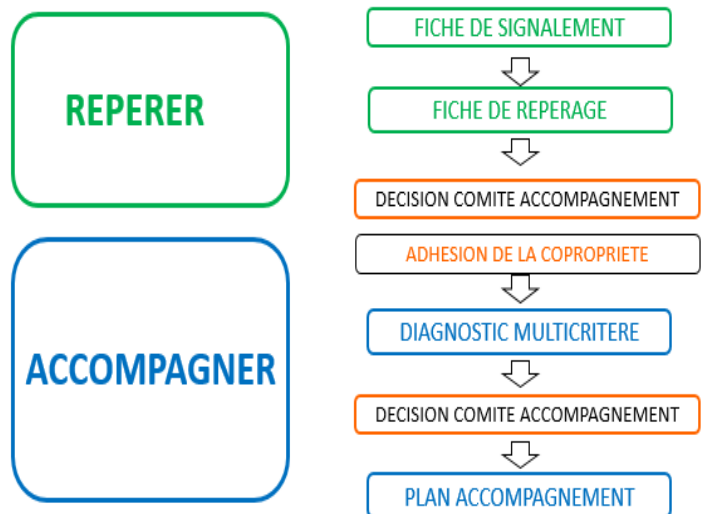 REPERER
FICHE DE SIGNALEMENT
FICHE DE REPERAGE
DECISION COMITE ACCOMPAGNEMENT
ACCOMPAGNER
ADHESION DE LA COPROPRIETE
DIAGNOSTIC MULTICRITERE
DECISION COMITE ACCOMPAGNEMENT
PLAN ACCOMPAGNEMENT